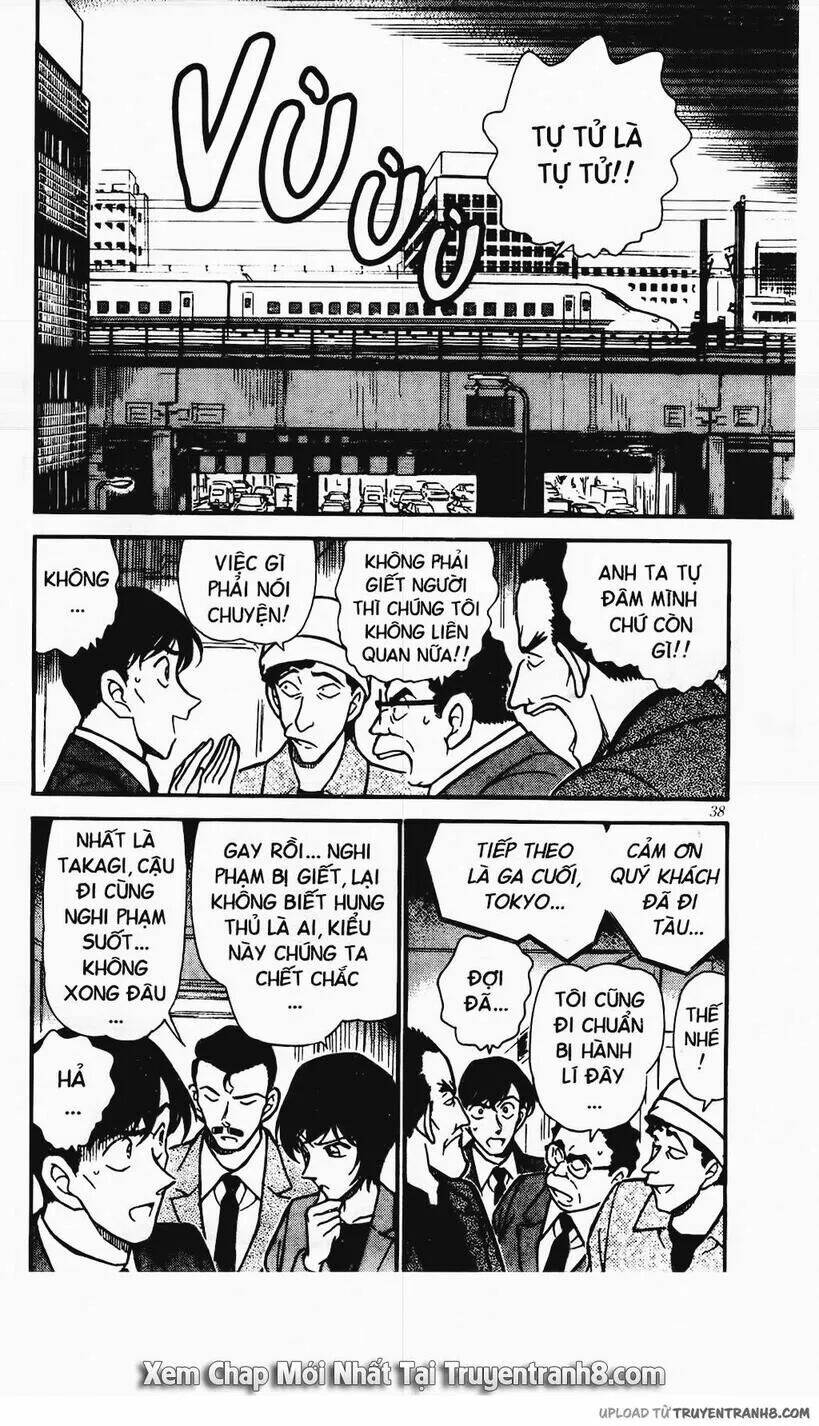 TỰ TỬ LÀ
TỰ TỬ!!
VÙ Ù Ù
ANH TA TỰ
ĐÂM MÌNH
CHỨ CÒN
GÌ!!
KHÔNG PHẢI
GIẾT NGƯỜI
THÌ CHÚNG TÔI
KHÔNG LIÊN
QUAN NỮA!!
VIỆC GÌ
PHẢI NÓI
CHUYỆN!
KHÔNG
...
38
CẢM ƠN
QUÝ KHÁCH
ĐÃ ĐI
TÀU...
TIẾP THEO
LÀ GA CUỐI,
TOKYO...
THẾ
NHÉ
!
TÔI CŨNG
ĐI CHUẨN
BỊ HÀNH
LÍ ĐÂY
...
ĐỢI
ĐÃ...
GAY RỒI... NGHI
PHẠM BỊ GIẾT, LẠI
KHÔNG BIẾT HUNG
THỦ LÀ AI, KIỂU
NÀY CHÚNG TA
CHẾT CHẮC
...
NHẤT LÀ
TAKAGI, CẬU
ĐI CÙNG
NGHI PHẠM
SUỐT...
KHÔNG
XONG ĐÂU
...
HẢ
...
Xem Chap Mới Nhất Tại Truyentranh8.com
UPLOAD TỪ TRUYENTRANH8.COM